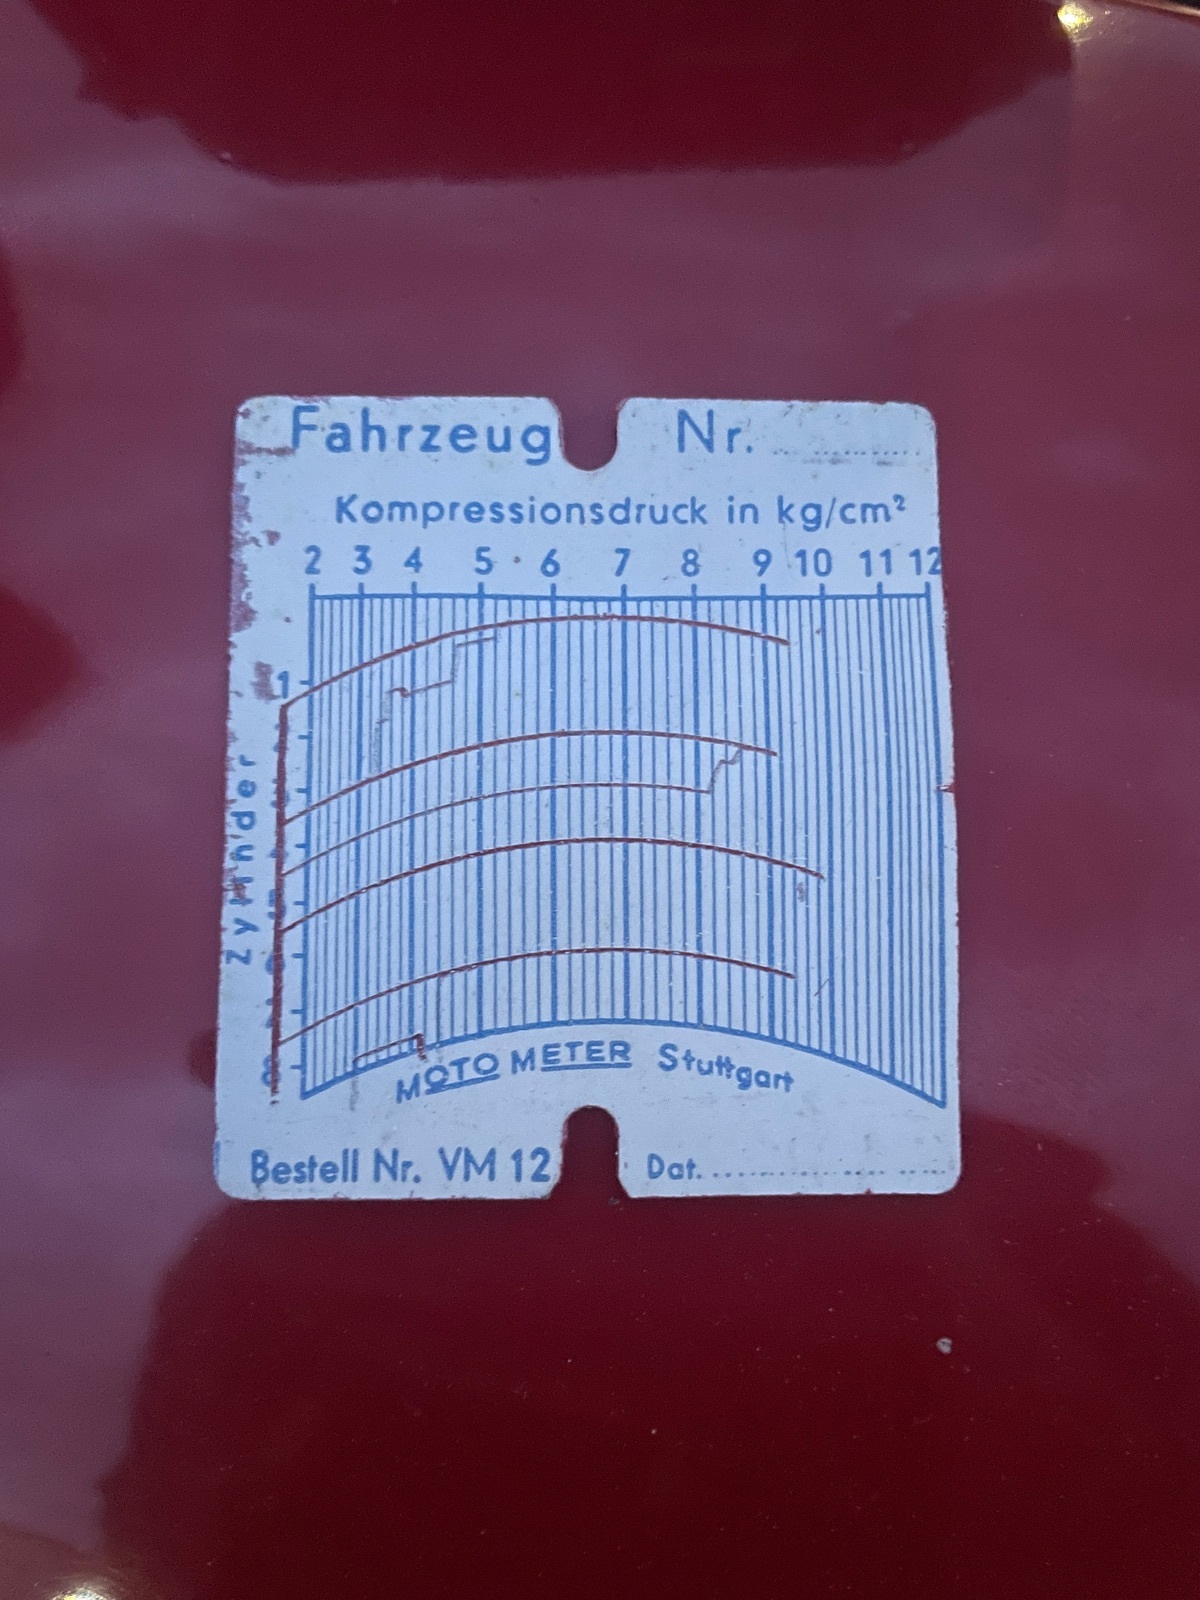 Fahrzeug Nr. ..............
Kompressionsdruck in kg/cm²
2 3 4 5 6 7 8 9 10 11 12
1
Zylinder
8
MOTO METER Stuttgart
Bestell Nr. VM 12 Dat. ........................